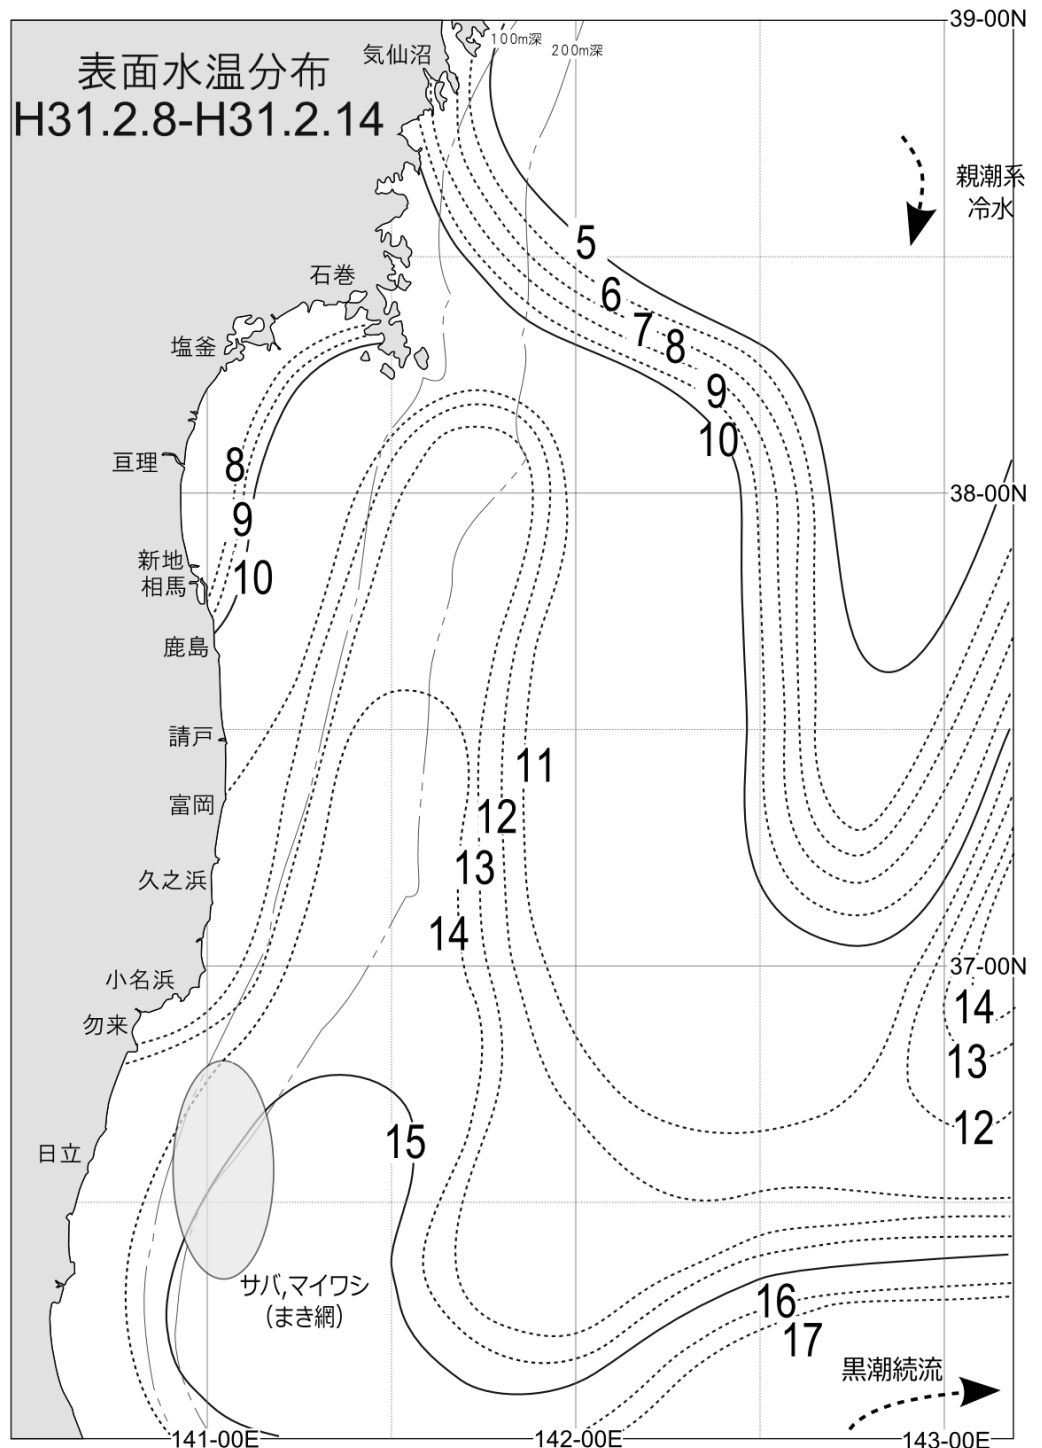 39-00N
100m深
200m深
気仙沼
表面水温分布
H31.2.8-H31.2.14
親潮系
冷水
5
石巻
6
7
8
塩釜
9
10
亘理
8
38-00N
9
新地
10
相馬
鹿島
請戸
11
富岡
12
13
久之浜
14
37-00N
小名浜
14
勿来
13
12
15
日立
サバ,マイワシ
(まき網)
16
17
黒潮続流
141-00E
142-00E
143-00E